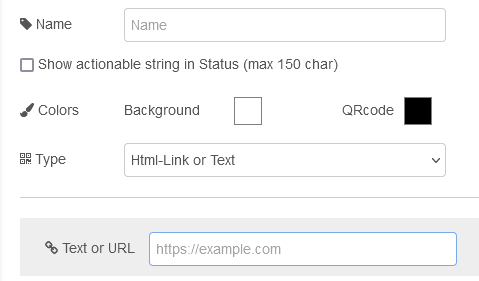 Name Name
Show actionable string in Status (max 150 char)
Colors Background QRcode
Type Html-Link or Text
Text or URL https://example.com